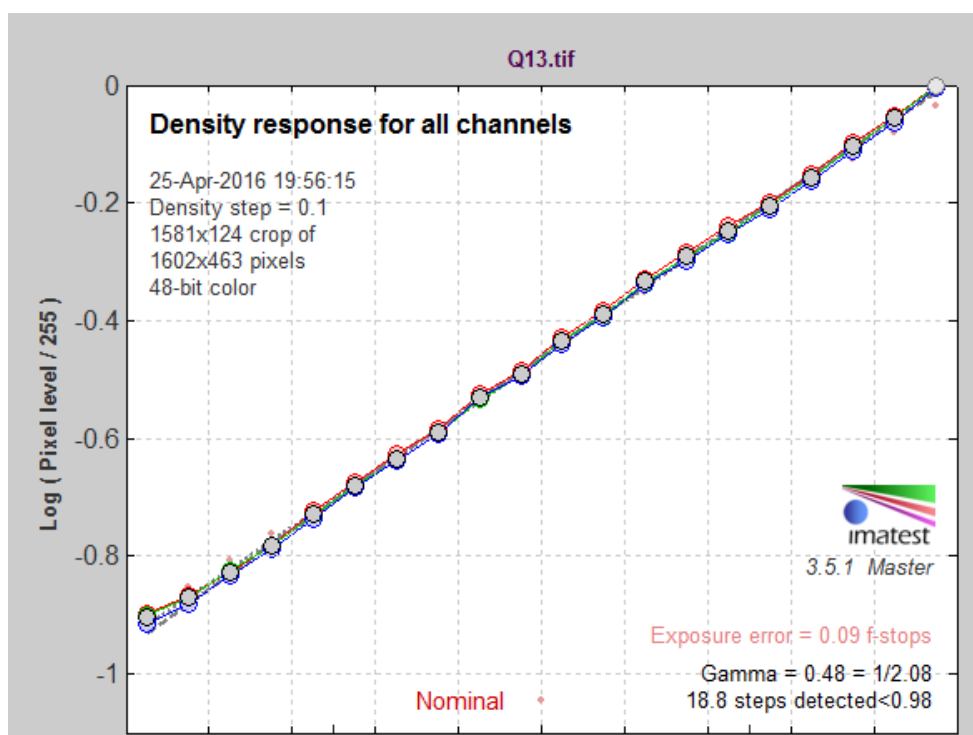 Q13.tif
0
Density response for all channels
25-Apr-2016 19:56:15
Density step = 0.1
1581x124 crop of
1602x463 pixels
48-bit color
-0.2
-0.4
-0.6
-0.8
-1
Log ( Pixel level / 255 )
imatest
3.5.1 Master
Exposure error = 0.09 f-stops
Gamma = 0.48 = 1/2.08
18.8 steps detected<0.98
Nominal